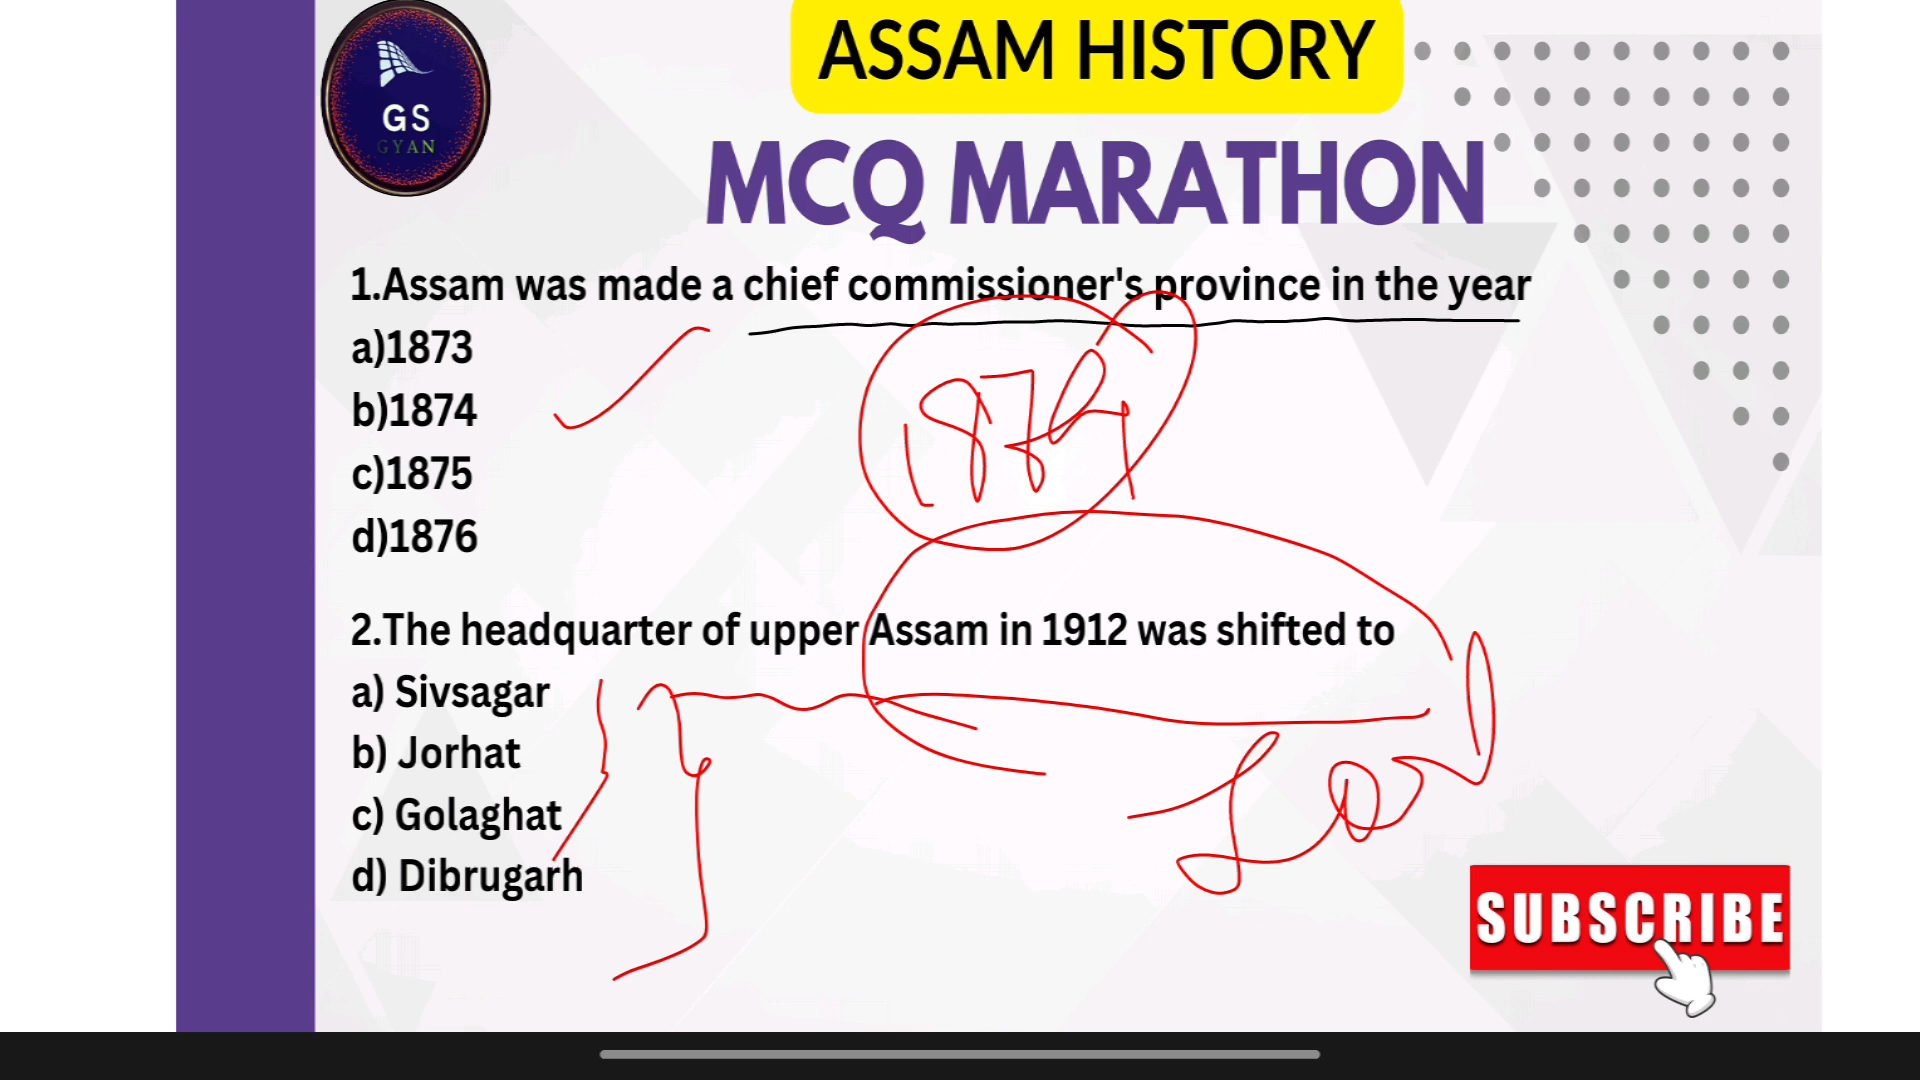 GS
GYAN
ASSAM HISTORY
MCQ MARATHON
1.Assam was made a chief commissioner's province in the year
a)1873
b)1874
c)1875
d)1876
1874
2.The headquarter of upper Assam in 1912 was shifted to
a) Sivsagar
b) Jorhat
c) Golaghat
d) Dibrugarh
SUBSCRIBE